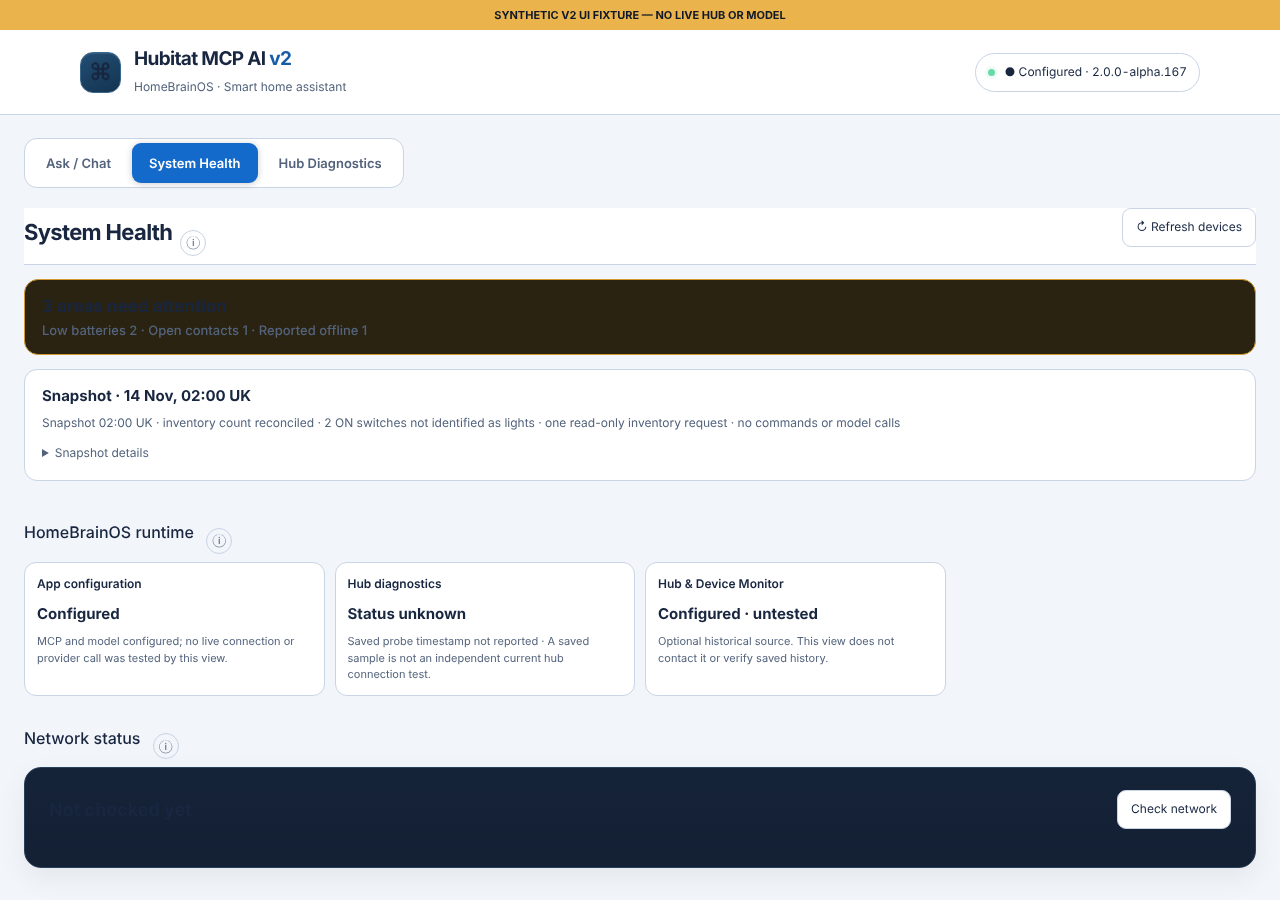 SYNTHETIC V2 UI FIXTURE — NO LIVE HUB OR MODEL
⌘
Hubitat MCP AI v2
HomeBrainOS · Smart home assistant
● Configured · 2.0.0-alpha.167
Ask / Chat
System Health
Hub Diagnostics
System Health ⓘ
↻ Refresh devices
3 areas need attention
Low batteries 2 · Open contacts 1 · Reported offline 1
Snapshot · 14 Nov, 02:00 UK
Snapshot 02:00 UK · inventory count reconciled · 2 ON switches not identified as lights · one read-only inventory request · no commands or model calls
▶ Snapshot details
HomeBrainOS runtime ⓘ
App configuration
Configured
MCP and model configured; no live connection or
provider call was tested by this view.
Hub diagnostics
Status unknown
Saved probe timestamp not reported · A saved
sample is not an independent current hub
connection test.
Hub & Device Monitor
Configured · untested
Optional historical source. This view does not
contact it or verify saved history.
Network status ⓘ
Not checked yet
Check network